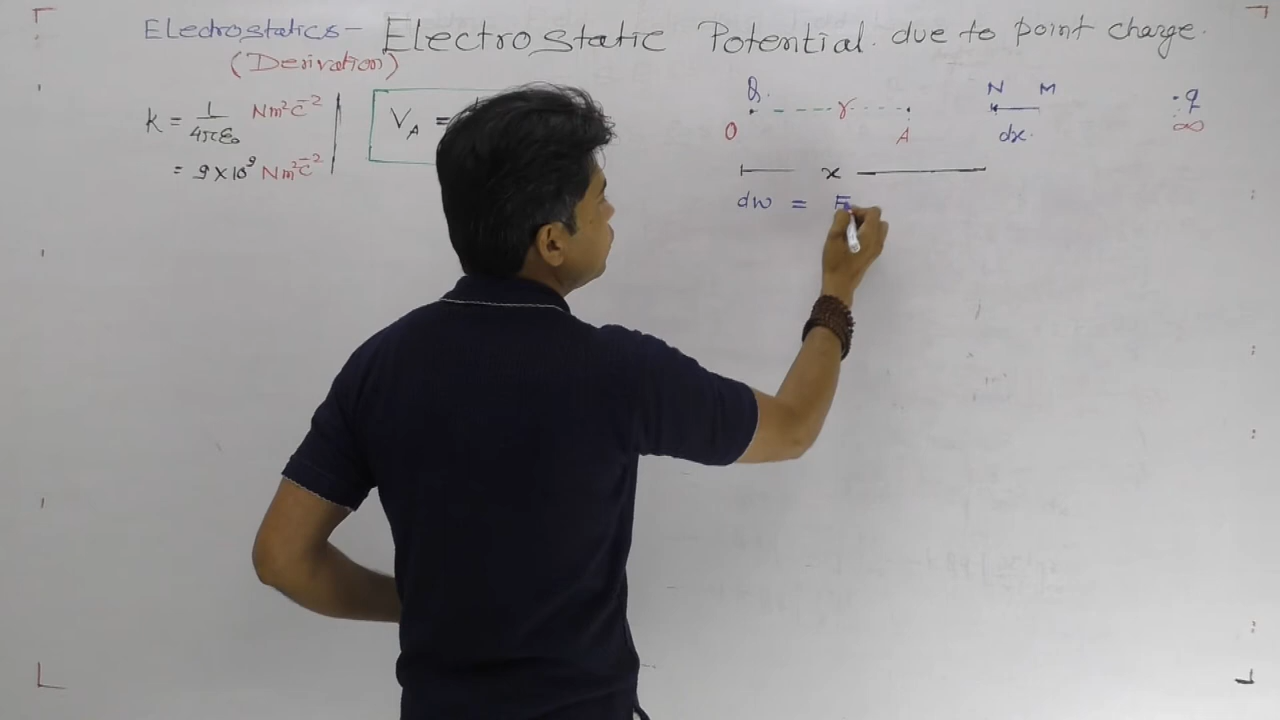 Electrostatics-
Electrostatic Potential. due to point charge.
(Derivation)
K = 1/4πε₀ Nm²C⁻²
= 9×10⁹ Nm²C⁻²
V_A =
Q.
r
N M
:q
O
A
dx.
∞
x
dw = F